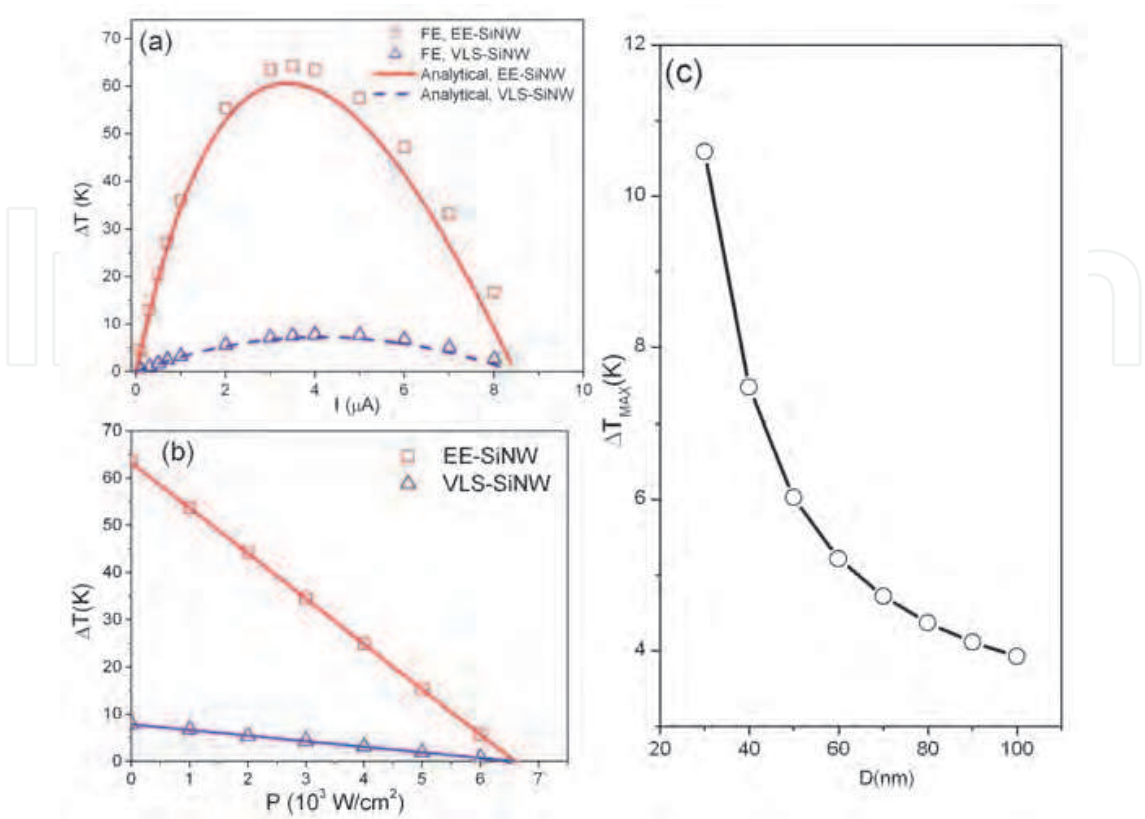 (a)
FE, EE-SiNW
FE, VLS-SiNW
Analytical, EE-SiNW
Analytical, VLS-SiNW
70
60
50
40
30
20
10
0
ΔT (K)
0 2 4 6 8 10
I (μA)
(b)
EE-SiNW
VLS-SiNW
70
60
50
40
30
20
10
0
ΔT(K)
0 1 2 3 4 5 6 7
P (10³ W/cm²)
(c)
12
10
8
6
4
ΔT_MAX(K)
20 40 60 80 100
D(nm)